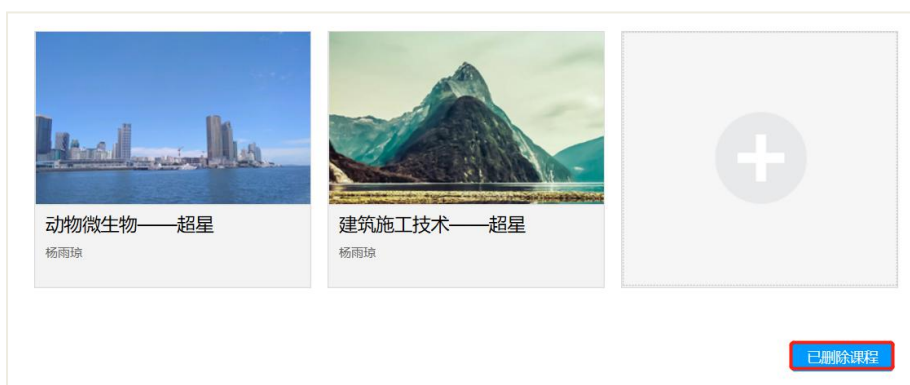 动物微生物——超星
杨雨琼
建筑施工技术——超星
杨雨琼
已删除课程